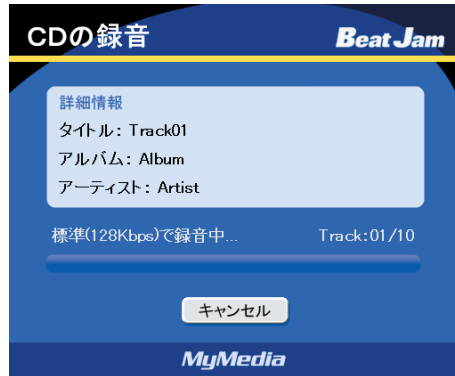 CDの録音
Beat Jam
詳細情報
タイトル: Track01
アルバム: Album
アーティスト: Artist
標準(128Kbps)で録音中...
Track:01/10
キャンセル
MyMedia